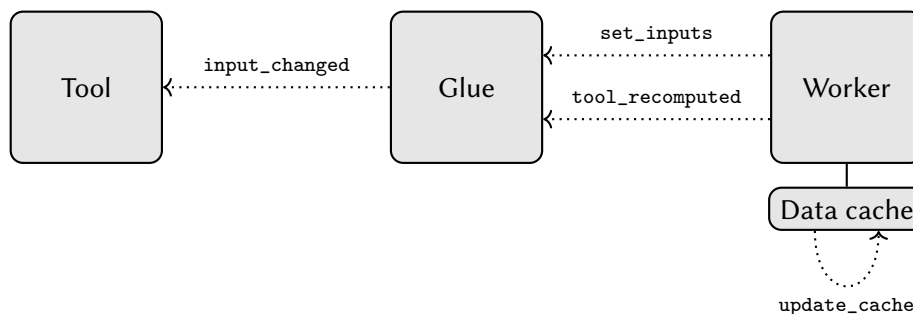 set_inputs
Tool
input_changed
Glue
Worker
tool_recomputed
Data cache
update_cache